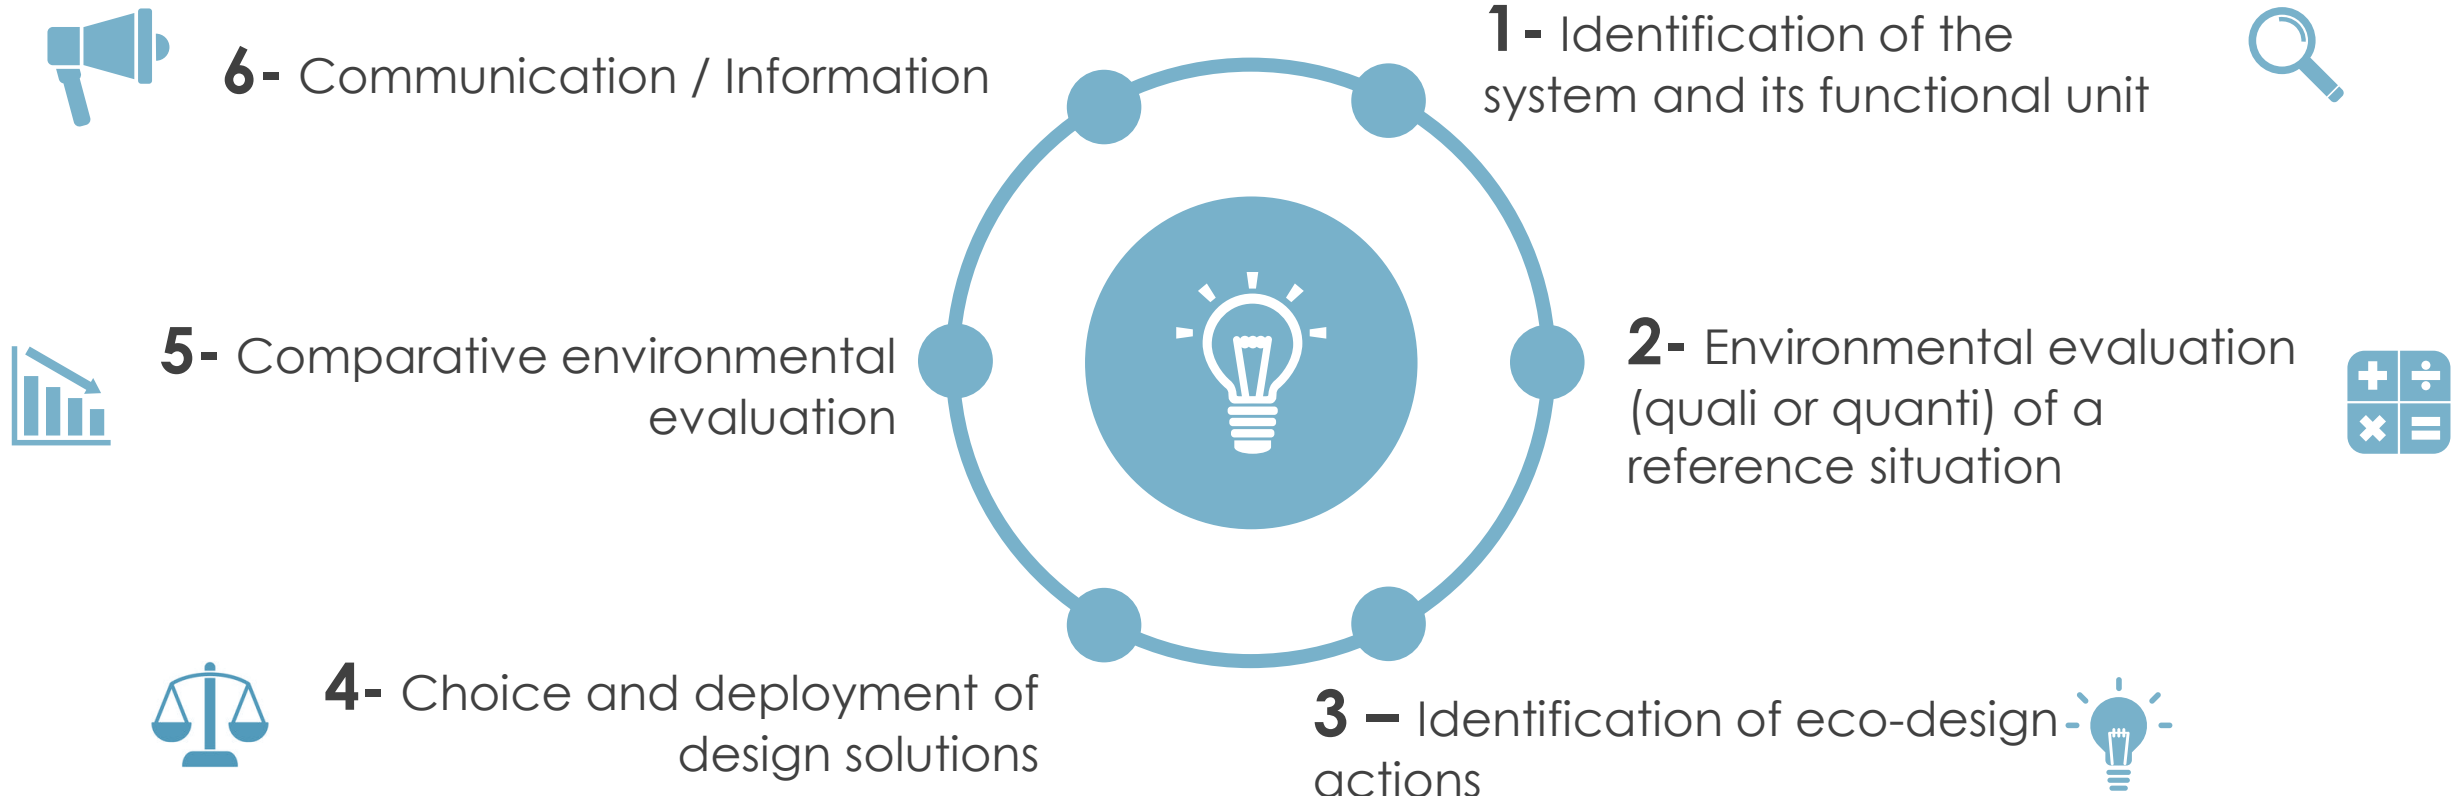 1- Identification of the
system and its functional unit
2- Environmental evaluation
(quali or quanti) of a
reference situation
3 – Identification of eco-design
actions
4- Choice and deployment of
design solutions
5- Comparative environmental
evaluation
6- Communication / Information